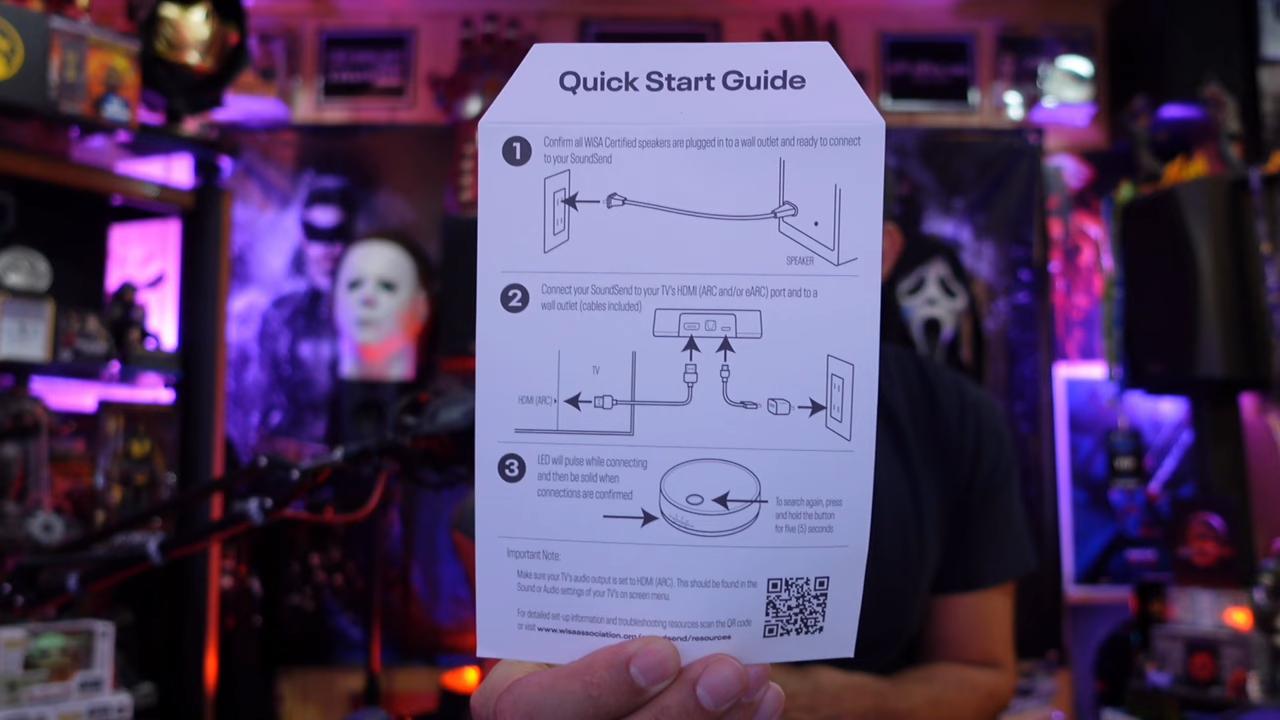 Quick Start Guide
1
Confirm all WiSA Certified speakers are plugged in to a wall outlet and ready to connect
to your SoundSend
SPEAKER
2
Connect your SoundSend to your TV's HDMI (ARC and/or eARC) port and to a
wall outlet (cables included)
TV
HDMI (ARC)
3
LED will pulse while connecting
and then be solid when
connections are confirmed
To search again, press
and hold the button
for five (5) seconds
Important Note:
Make sure your TV's audio output is set to HDMI (ARC). This should be found in the
Sound or Audio settings of your TV's on screen menu.
For detailed set-up information and troubleshooting resources scan the QR code
or visit www.wisaassociation.org/ /resources